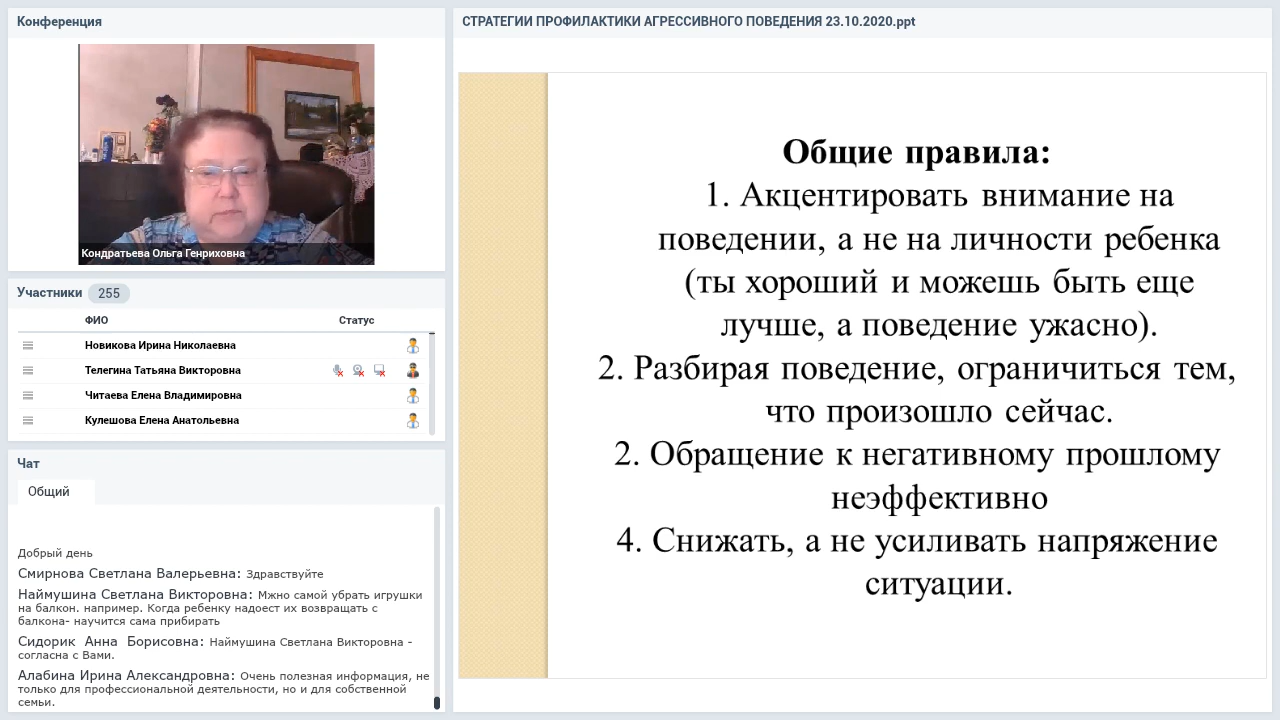 Конференция
Кондратьева Ольга Генриховна
Участники 255
ФИО Статус
Новикова Ирина Николаевна
Телегина Татьяна Викторовна
Читаева Елена Владимировна
Кулешова Елена Анатольевна
Чат
Общий
Добрый день
Смирнова Светлана Валерьевна: Здравствуйте
Наймушина Светлана Викторовна: Мжно самой убрать игрушки
на балкон. например. Когда ребенку надоест их возвращать с
балкона- научится сама прибирать
Сидорик Анна Борисовна: Наймушина Светлана Викторовна -
согласна с Вами.
Алабина Ирина Александровна: Очень полезная информация, не
только для профессиональной деятельности, но и для собственной
семьи.
СТРАТЕГИИ ПРОФИЛАКТИКИ АГРЕССИВНОГО ПОВЕДЕНИЯ 23.10.2020.ppt
Общие правила:
1. Акцентировать внимание на
поведении, а не на личности ребенка
(ты хороший и можешь быть еще
лучше, а поведение ужасно).
2. Разбирая поведение, ограничиться тем,
что произошло сейчас.
2. Обращение к негативному прошлому
неэффективно
4. Снижать, а не усиливать напряжение
ситуации.